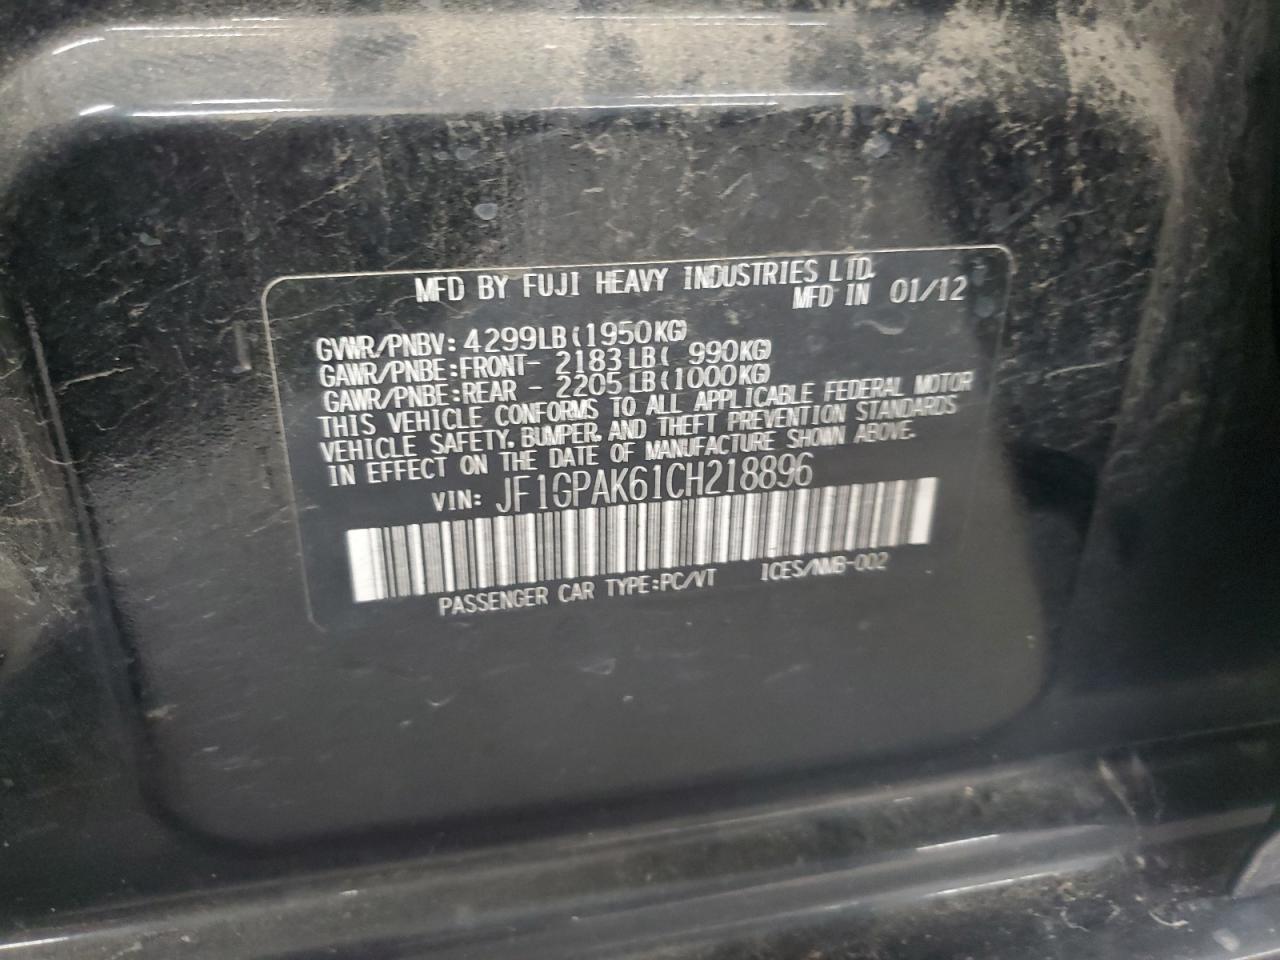 MFD BY FUJI HEAVY INDUSTRIES LTD.
MFD IN 01/12
GVWR/PNBV: 4299LB(1950KG)
GAWR/PNBE:FRONT- 2183LB( 990KG)
GAWR/PNBE:REAR - 2205LB(1000KG)
THIS VEHICLE CONFORMS TO ALL APPLICABLE FEDERAL MOTOR
VEHICLE SAFETY, BUMPER, AND THEFT PREVENTION STANDARDS
IN EFFECT ON THE DATE OF MANUFACTURE SHOWN ABOVE.
VIN: JF1GPAK61CH218896
PASSENGER CAR TYPE:PC/VT ICES/NMB-002